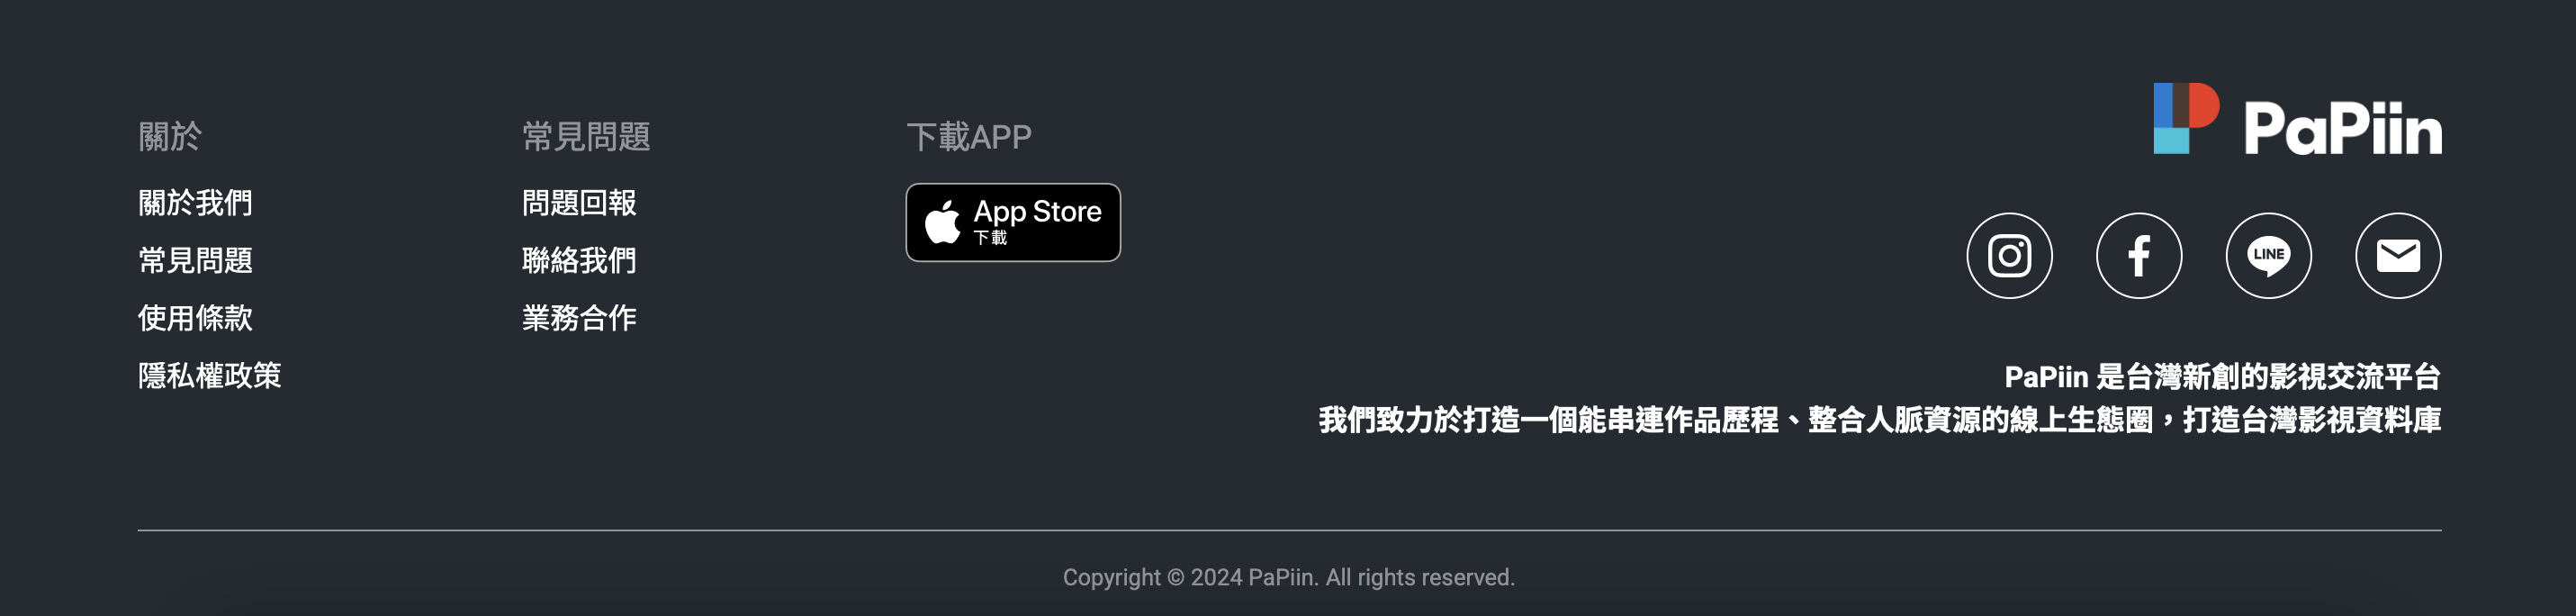 關於
關於我們
常見問題
使用條款
隱私權政策
常見問題
問題回報
聯絡我們
業務合作
下載APP
App Store
下載
PaPiin
LINE
PaPiin 是台灣新創的影視交流平台
我們致力於打造一個能串連作品歷程、整合人脈資源的線上生態圈，打造台灣影視資料庫
Copyright © 2024 PaPiin. All rights reserved.